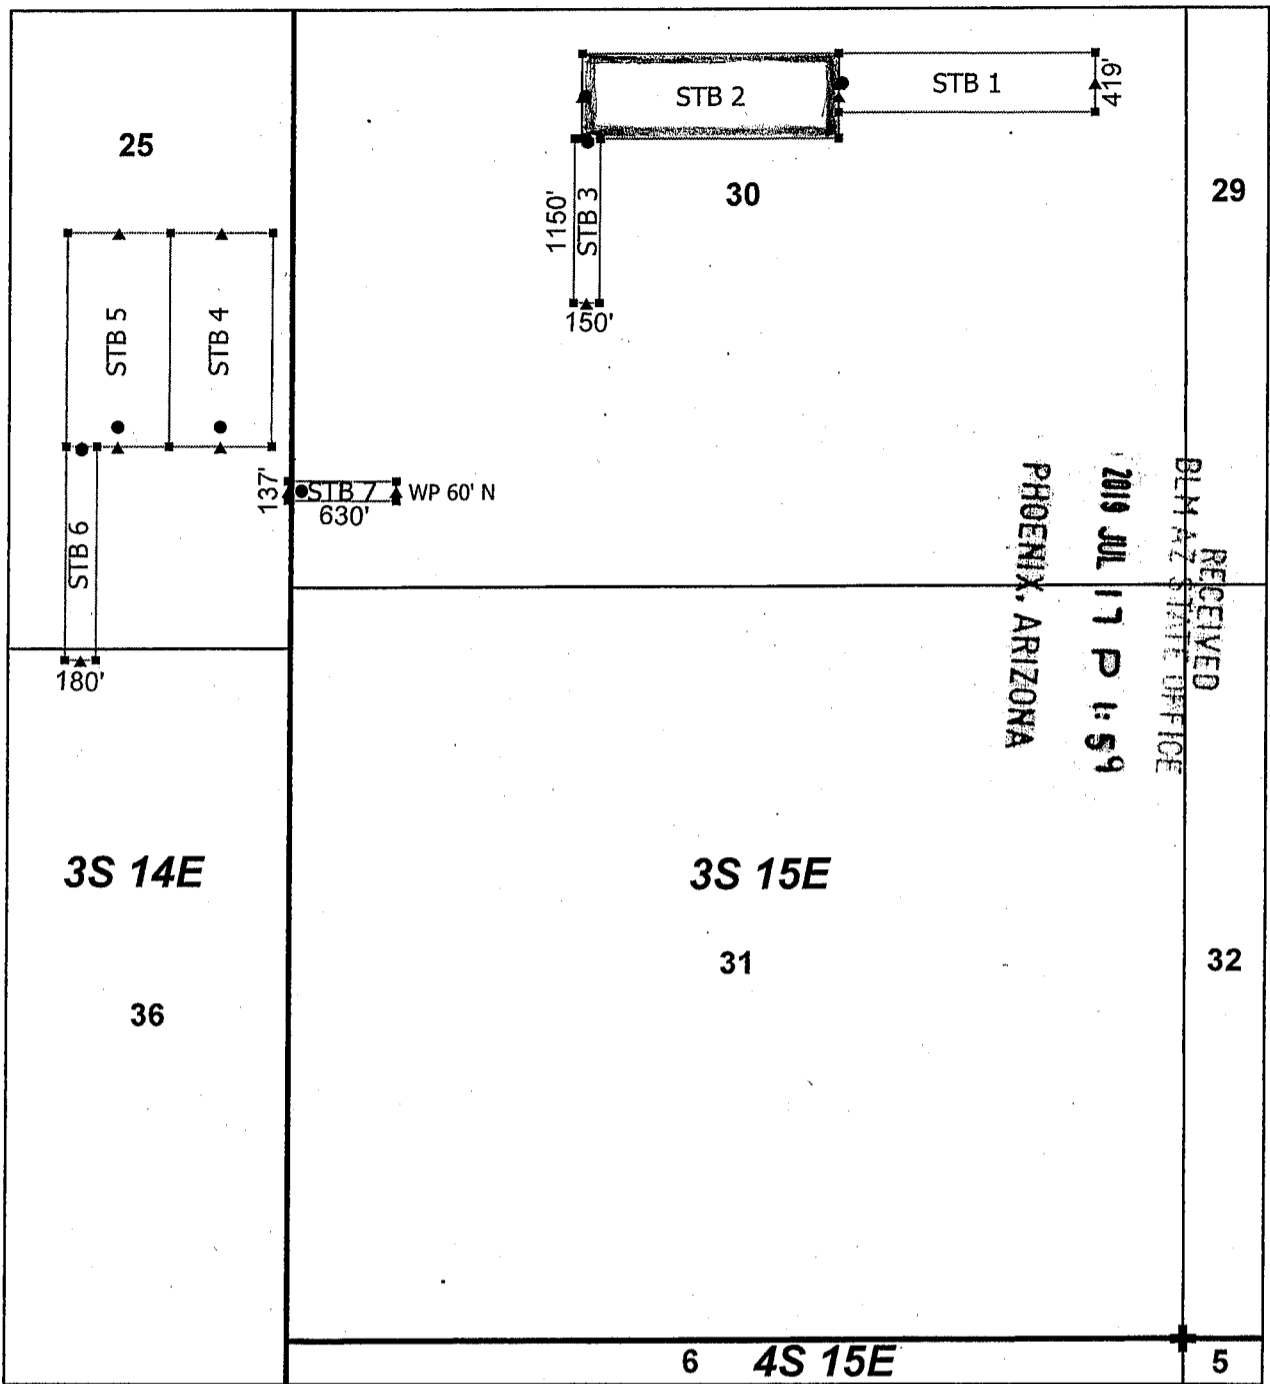 STB 2
STB 1
419'
25
30
29
1150'
STB 3
150'
STB 5
STB 4
137'
STB 7
WP 60' N
630'
STB 6
180'
RECEIVED
BLM AZ STATE OFFICE
2019 JUL 17 P 1:59
PHOENIX, ARIZONA
3S 14E
3S 15E
31
32
36
6
4S 15E
5